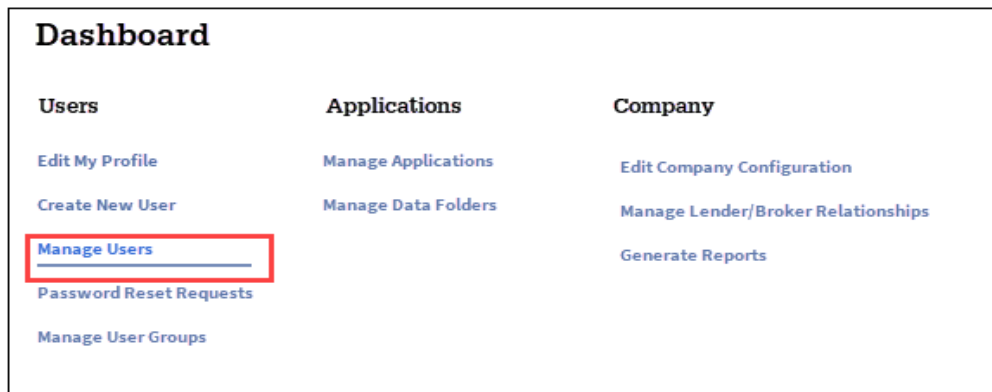 Dashboard
Users
Edit My Profile
Create New User
Manage Users
Password Reset Requests
Manage User Groups
Applications
Manage Applications
Manage Data Folders
Company
Edit Company Configuration
Manage Lender/Broker Relationships
Generate Reports